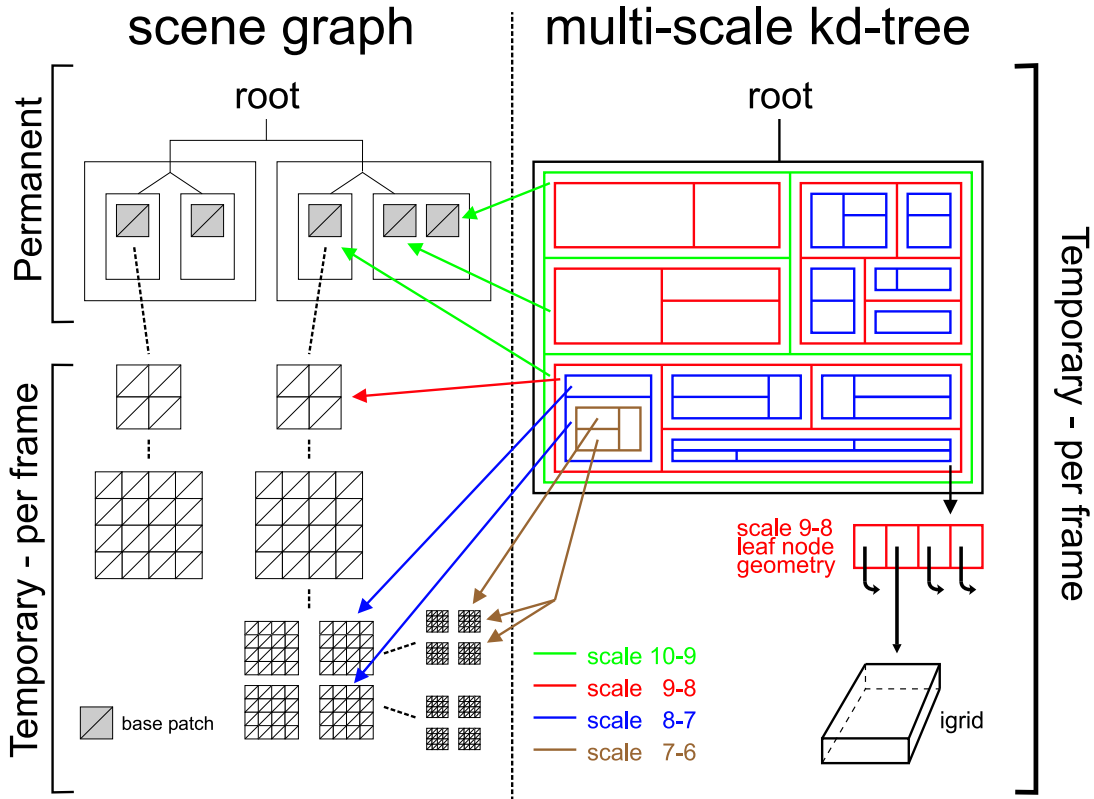 scene graph
multi-scale kd-tree
Permanent
root
root
Temporary - per frame
Temporary - per frame
scale 9-8
leaf node
geometry
scale 10-9
scale 9-8
scale 8-7
scale 7-6
base patch
igrid